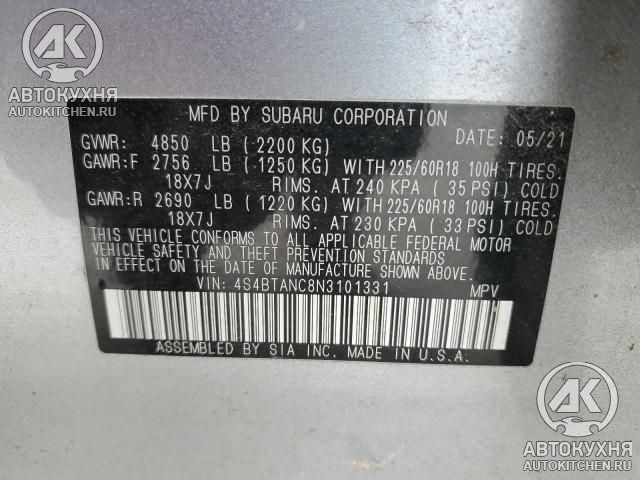 AK
АВТОКУХНЯ
AUTOKITCHEN.RU
MFD BY SUBARU CORPORATION
DATE: 05/21
GVWR: 4850 LB (2200 KG)
GAWR:F 2756 LB (1250 KG) WITH 225/60R18 100H TIRES.
18X7J RIMS. AT 240 KPA ( 35 PSI) COLD
GAWR:R 2690 LB (1220 KG) WITH 225/60R18 100H TIRES.
18X7J RIMS. AT 230 KPA ( 33 PSI) COLD
THIS VEHICLE CONFORMS TO ALL APPLICABLE FEDERAL MOTOR
VEHICLE SAFETY AND THEFT PREVENTION STANDARDS IN EFFECT
ON THE DATE OF MANUFACTURE SHOWN ABOVE.
VIN: 4S4BTANC8N3101331 MPV
ASSEMBLED BY SIA INC. MADE IN U.S.A.
AK
АВТОКУХНЯ
AUTOKITCHEN.RU